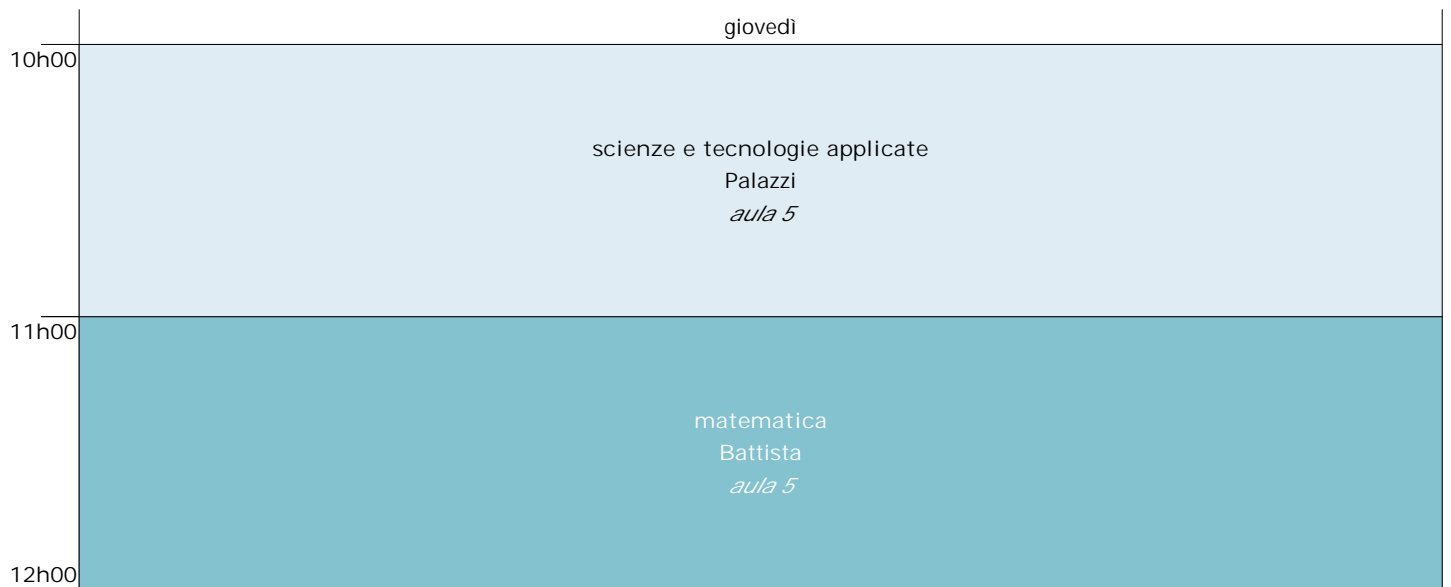 giovedì
10h00
scienze e tecnologie applicate
Palazzi
aula 5
11h00
matematica
Battista
aula 5
12h00